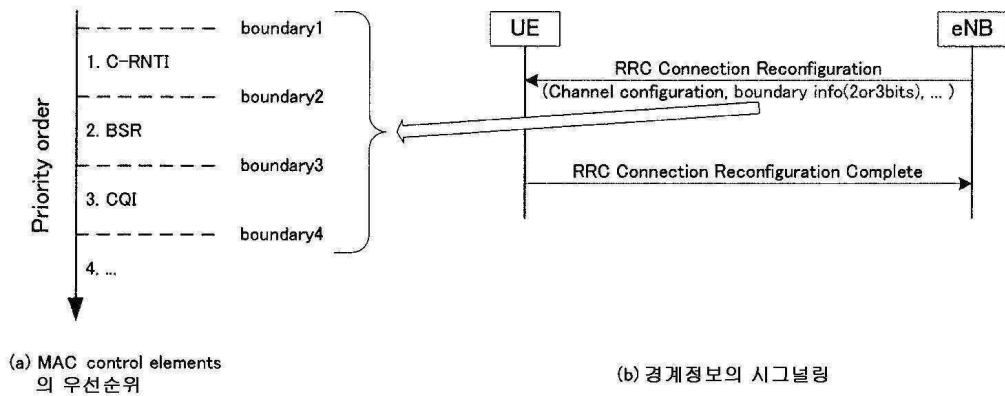 boundary1
1. C-RNTI
boundary2
2. BSR
boundary3
3. CQI
boundary4
4. ...
Priority order
(a) MAC control elements
의 우선순위
UE
eNB
RRC Connection Reconfiguration
(Channel configuration, boundary info(2or3bits), ... )
RRC Connection Reconfiguration Complete
(b) 경계정보의 시그널링